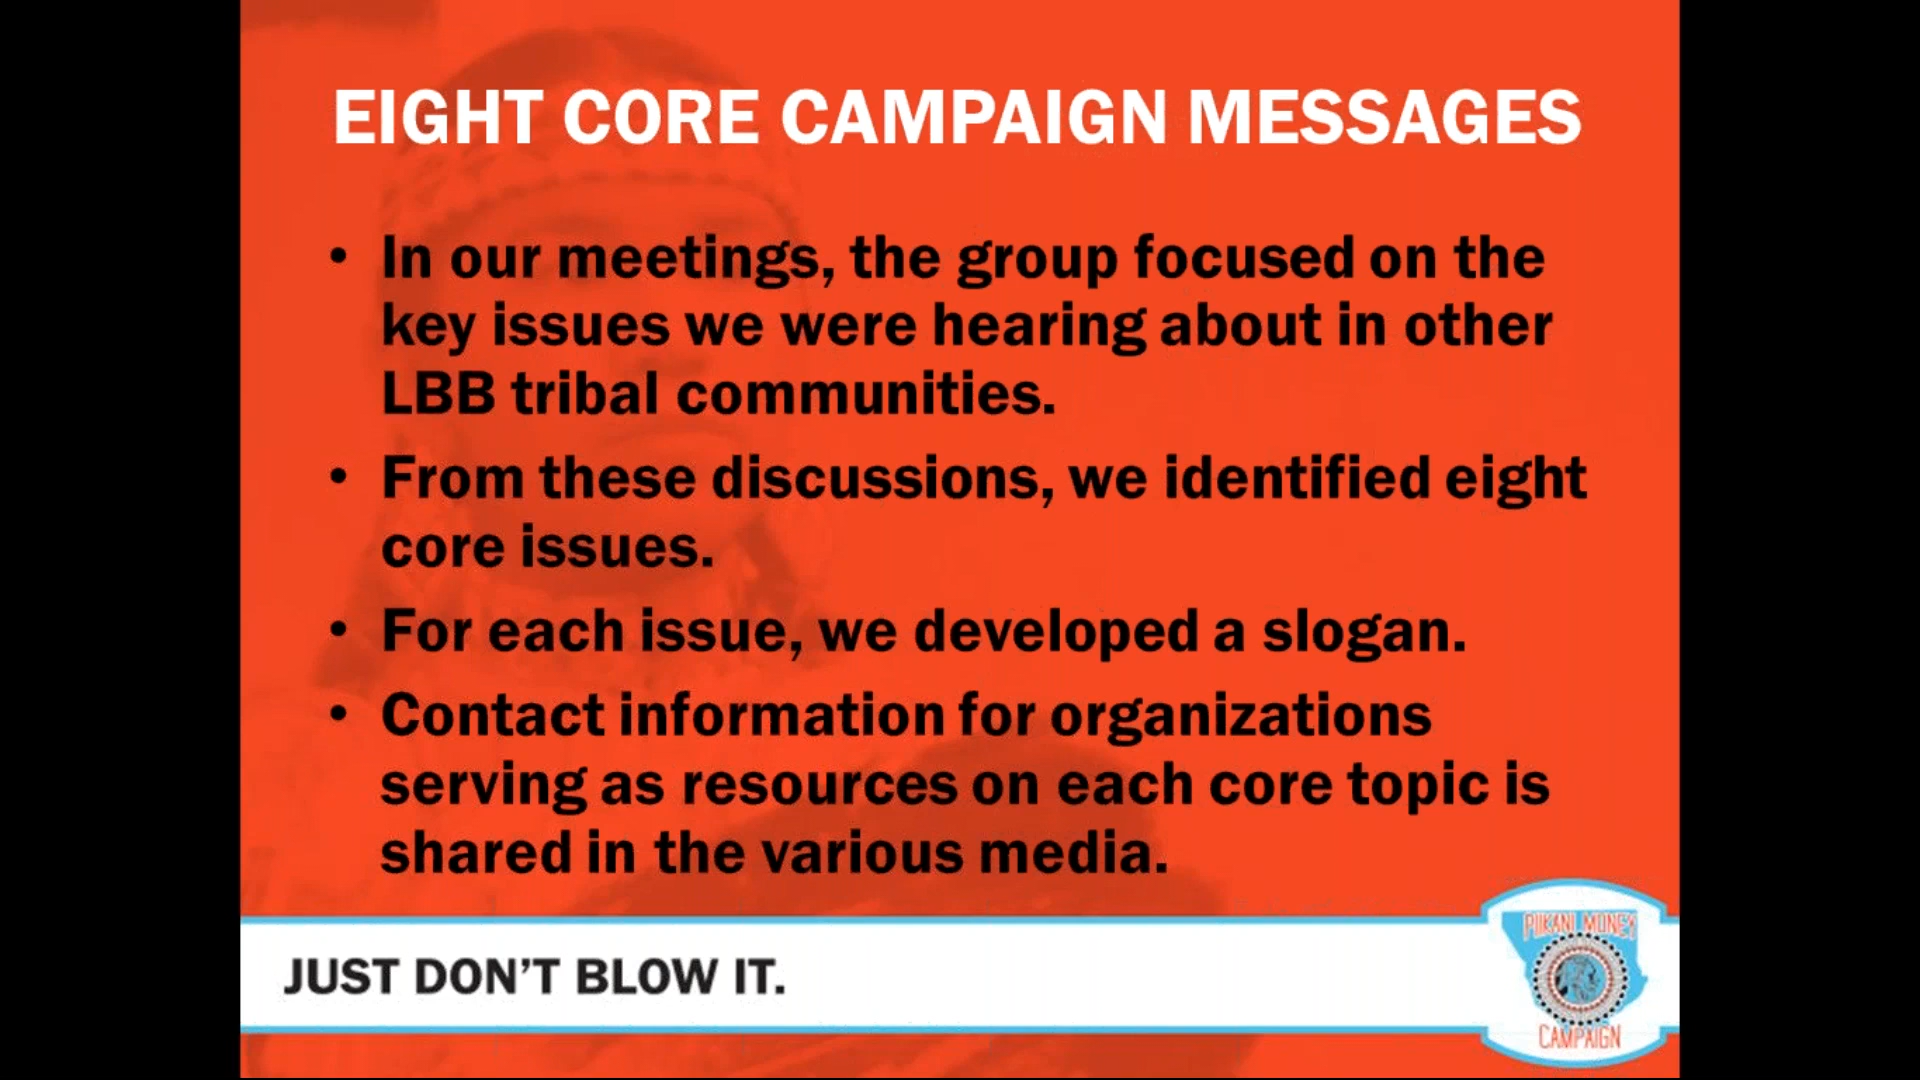 EIGHT CORE CAMPAIGN MESSAGES
• In our meetings, the group focused on the
key issues we were hearing about in other
LBB tribal communities.
• From these discussions, we identified eight
core issues.
• For each issue, we developed a slogan.
• Contact information for organizations
serving as resources on each core topic is
shared in the various media.
JUST DON'T BLOW IT.
PIIKANI MONEY
CAMPAIGN